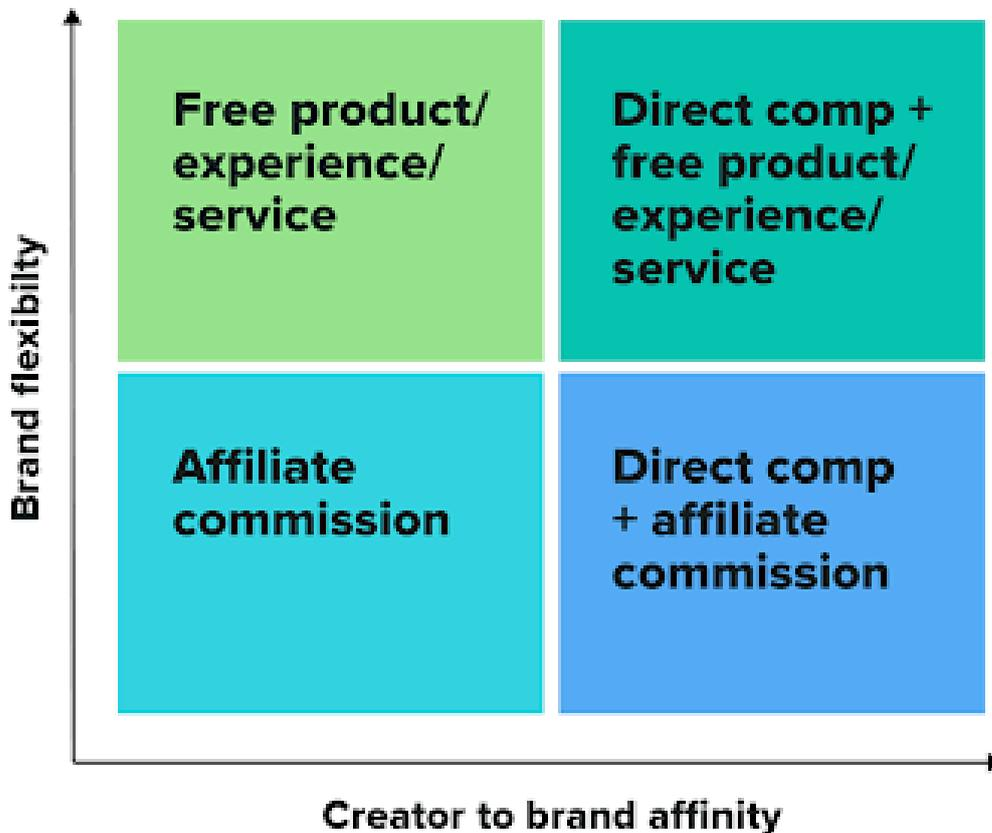 Free product/
experience/
service
Direct comp +
free product/
experience/
service
Brand flexibilty
Affiliate
commission
Direct comp
+ affiliate
commission
Creator to brand affinity